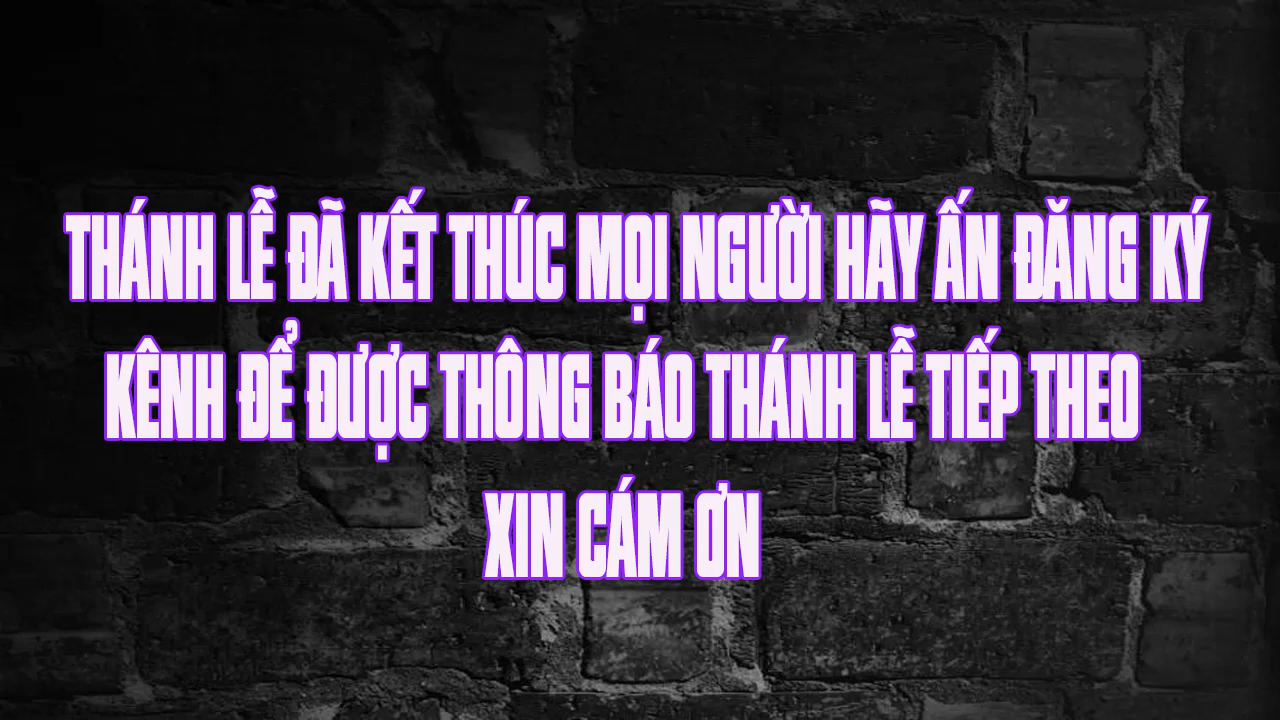 THÁNH LỄ ĐÃ KẾT THÚC MỌI NGƯỜI HÃY ẤN ĐĂNG KÝ
KÊNH ĐỂ ĐƯỢC THÔNG BÁO THÁNH LỄ TIẾP THEO
XIN CÁM ƠN